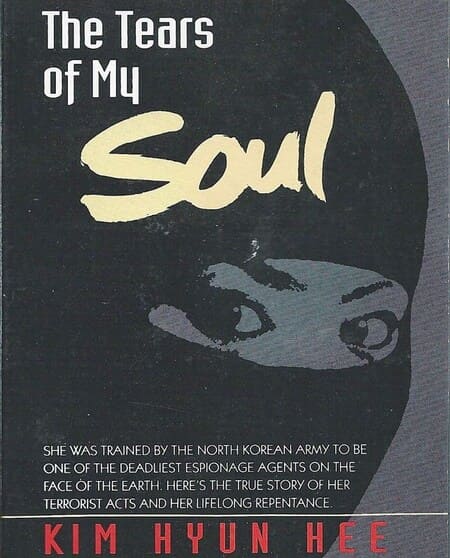 The Tears
of My
Soul
SHE WAS TRAINED BY THE NORTH KOREAN ARMY TO BE
ONE OF THE DEADLIEST ESPIONAGE AGENTS ON THE
FACE OF THE EARTH. HERE'S THE TRUE STORY OF HER
TERRORIST ACTS AND HER LIFELONG REPENTANCE.
KIM HYUN HEE